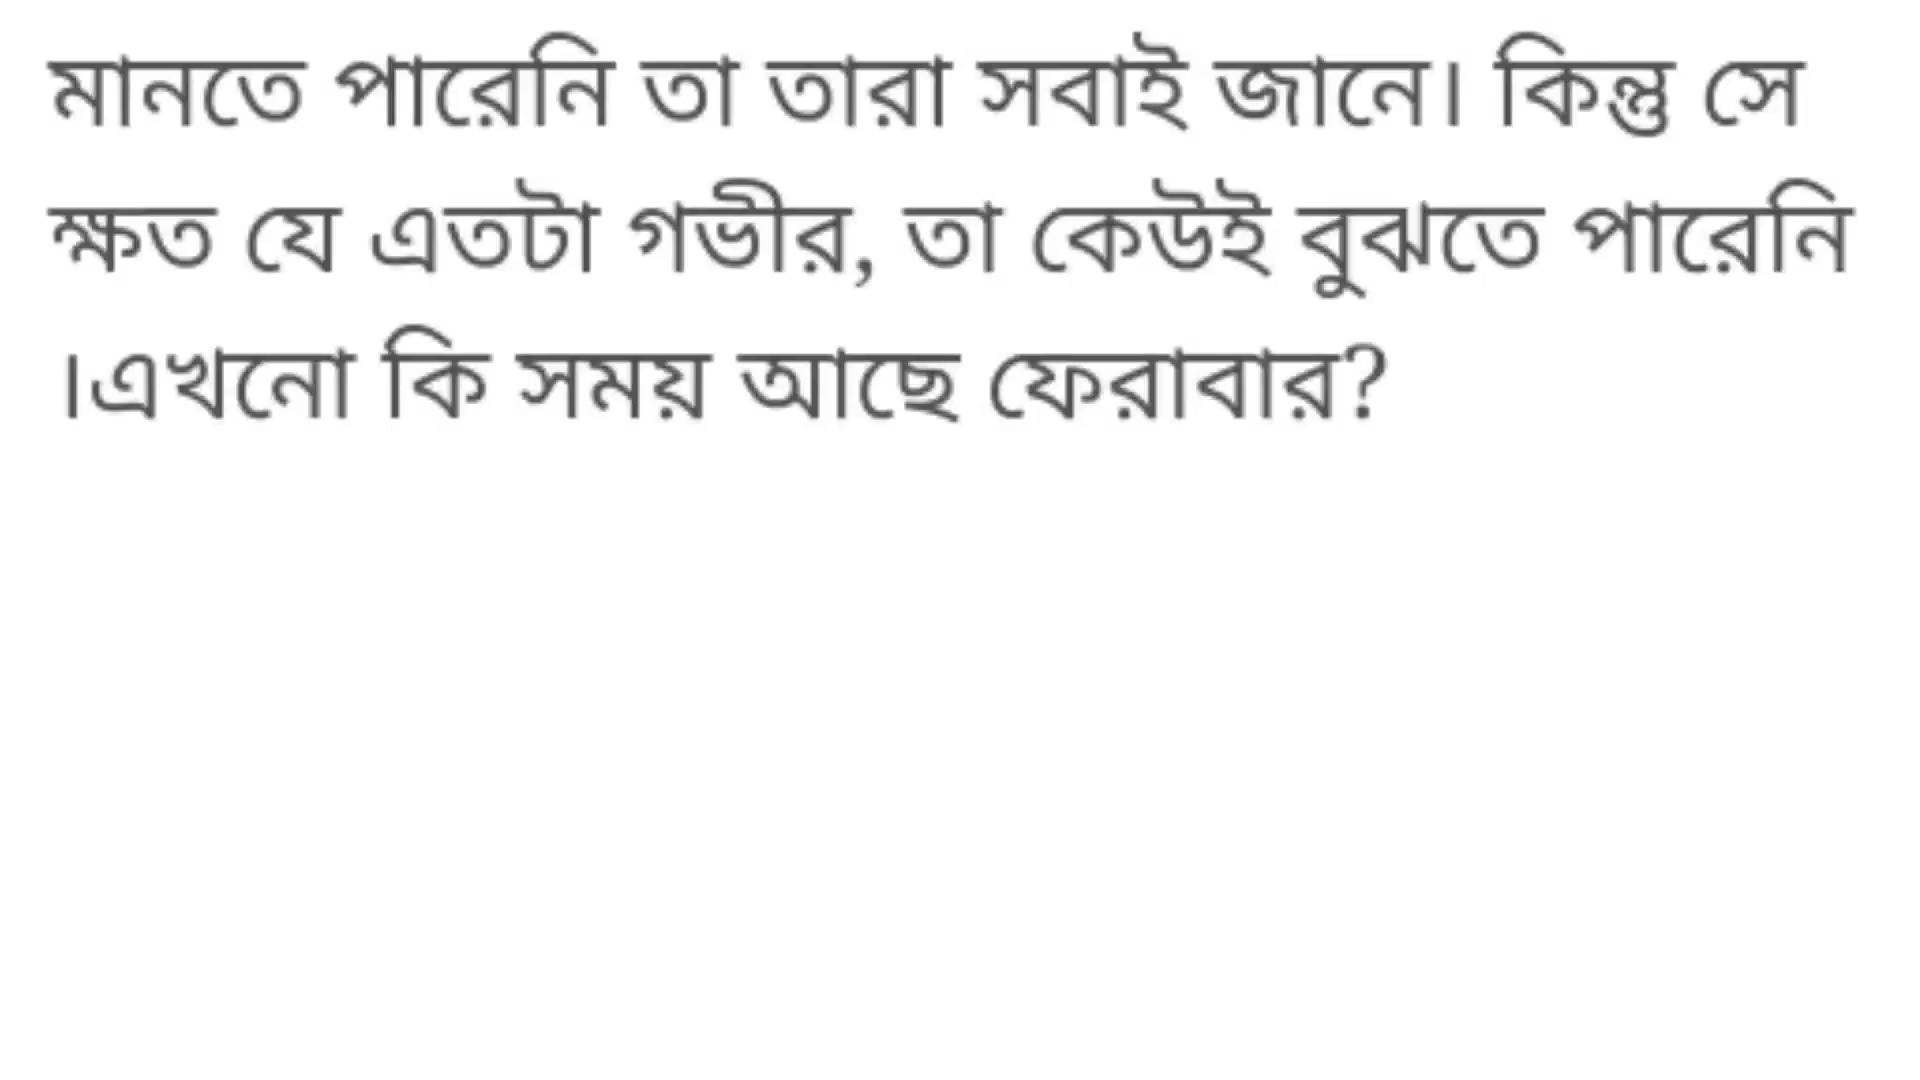 মানতে পারেনি তা তারা সবাই জানে। কিন্তু সে
ক্ষত যে এতটা গভীর, তা কেউই বুঝতে পারেনি
।এখনো কি সময় আছে ফেরাবার?